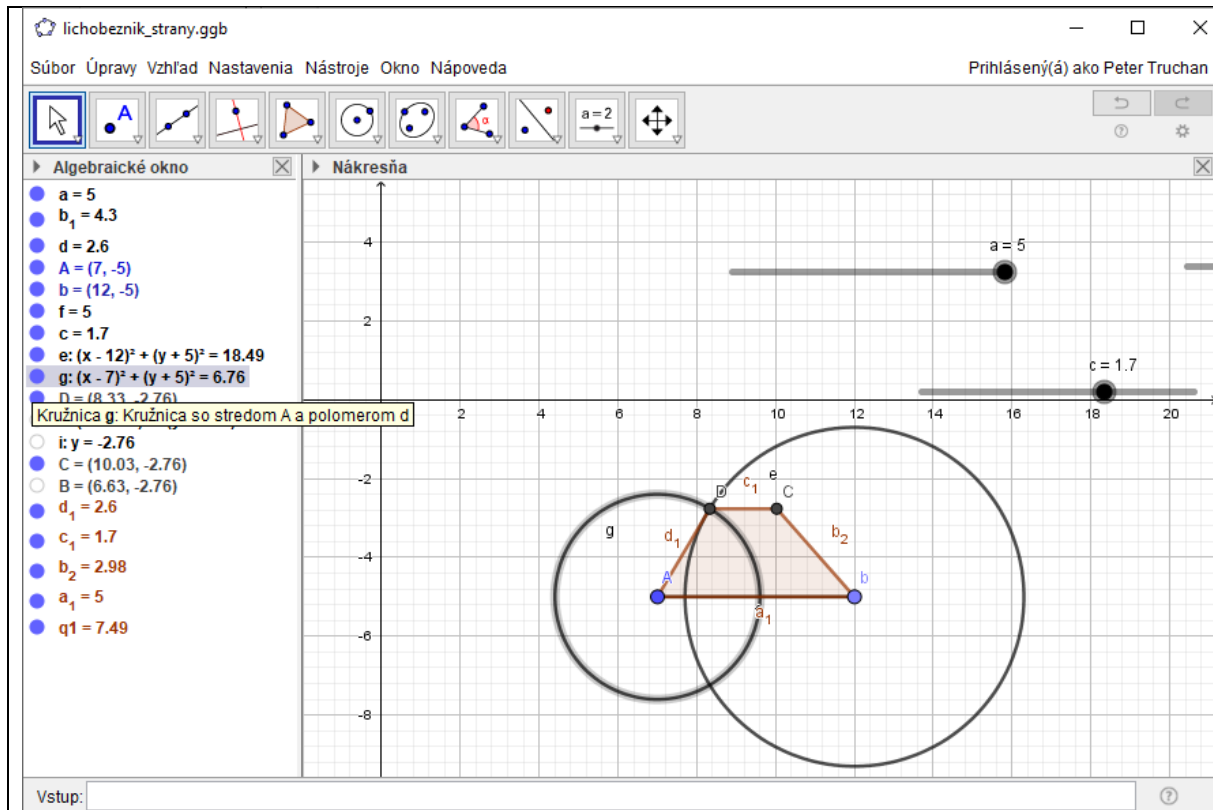 lichobeznik_strany.ggb
Súbor Úpravy Vzhľad Nastavenia Nástroje Okno Nápoveda
Prihlásený(á) ako Peter Truchan
A
α
a = 2
Algebraické okno
Nákresňa
a = 5
b₁ = 4.3
d = 2.6
A = (7, -5)
b = (12, -5)
f = 5
c = 1.7
e: (x - 12)² + (y + 5)² = 18.49
g: (x - 7)² + (y + 5)² = 6.76
D = (8.33, -2.76)
Kružnica g: Kružnica so stredom A a polomerom d
i: y = -2.76
C = (10.03, -2.76)
B = (6.63, -2.76)
d₁ = 2.6
c₁ = 1.7
b₂ = 2.98
a₁ = 5
q1 = 7.49
a = 5
c = 1.7
4
2
2 4 6 8 10 12 14 16 18 20
-2
-4
-6
-8
e
D c₁ C
g d₁ b₂
A b
a₁
Vstup: